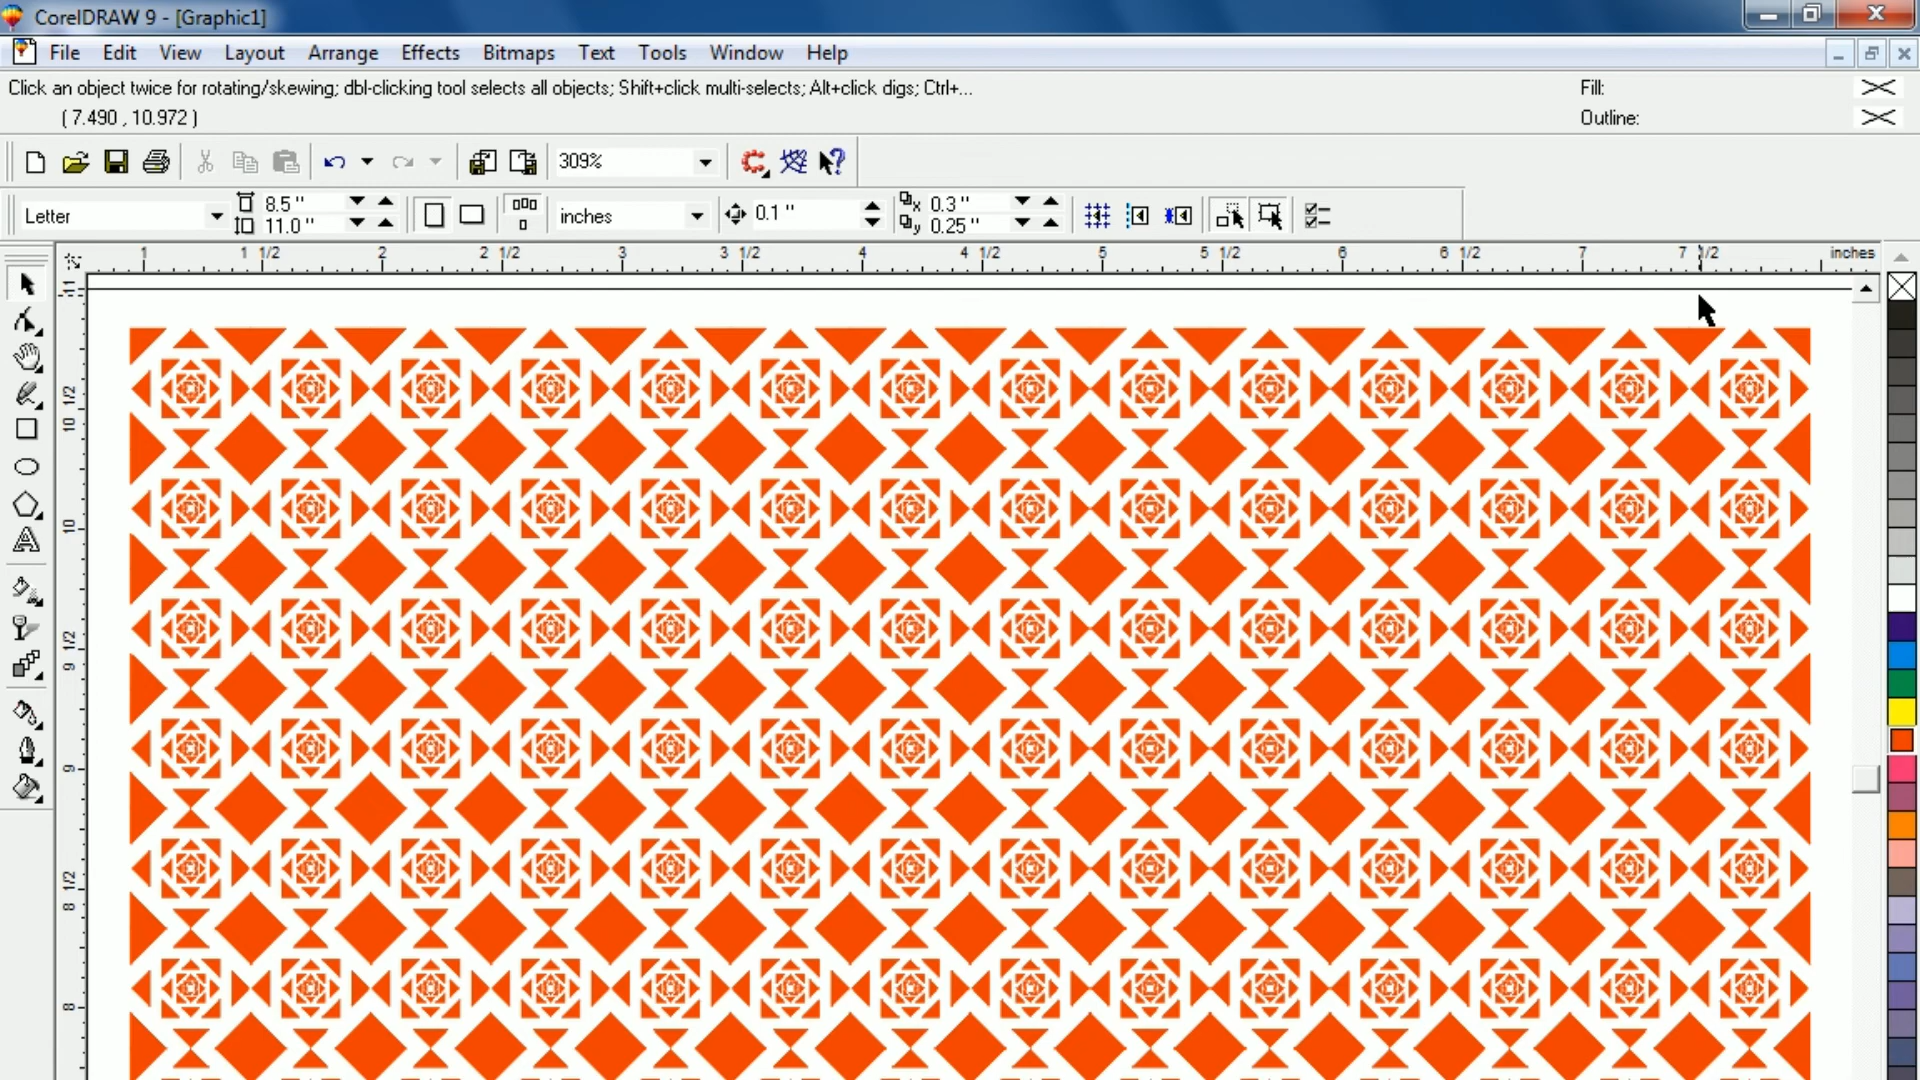 CorelDRAW 9 - [Graphic1]
File Edit View Layout Arrange Effects Bitmaps Text Tools Window Help
Click an object twice for rotating/skewing; dbl-clicking tool selects all objects; Shift+click multi-selects; Alt+click digs; Ctrl+...
Fill:
( 7.490 , 10.972 )
Outline:
309%
Letter
8.5 "
11.0 "
inches
0.1 "
x 0.3 "
y 0.25 "
1 1 1/2 2 2 1/2 3 3 1/2 4 4 1/2 5 5 1/2 6 6 1/2 7 7 1/2 inches
11
10 1/2
10
9 1/2
9
8 1/2
8